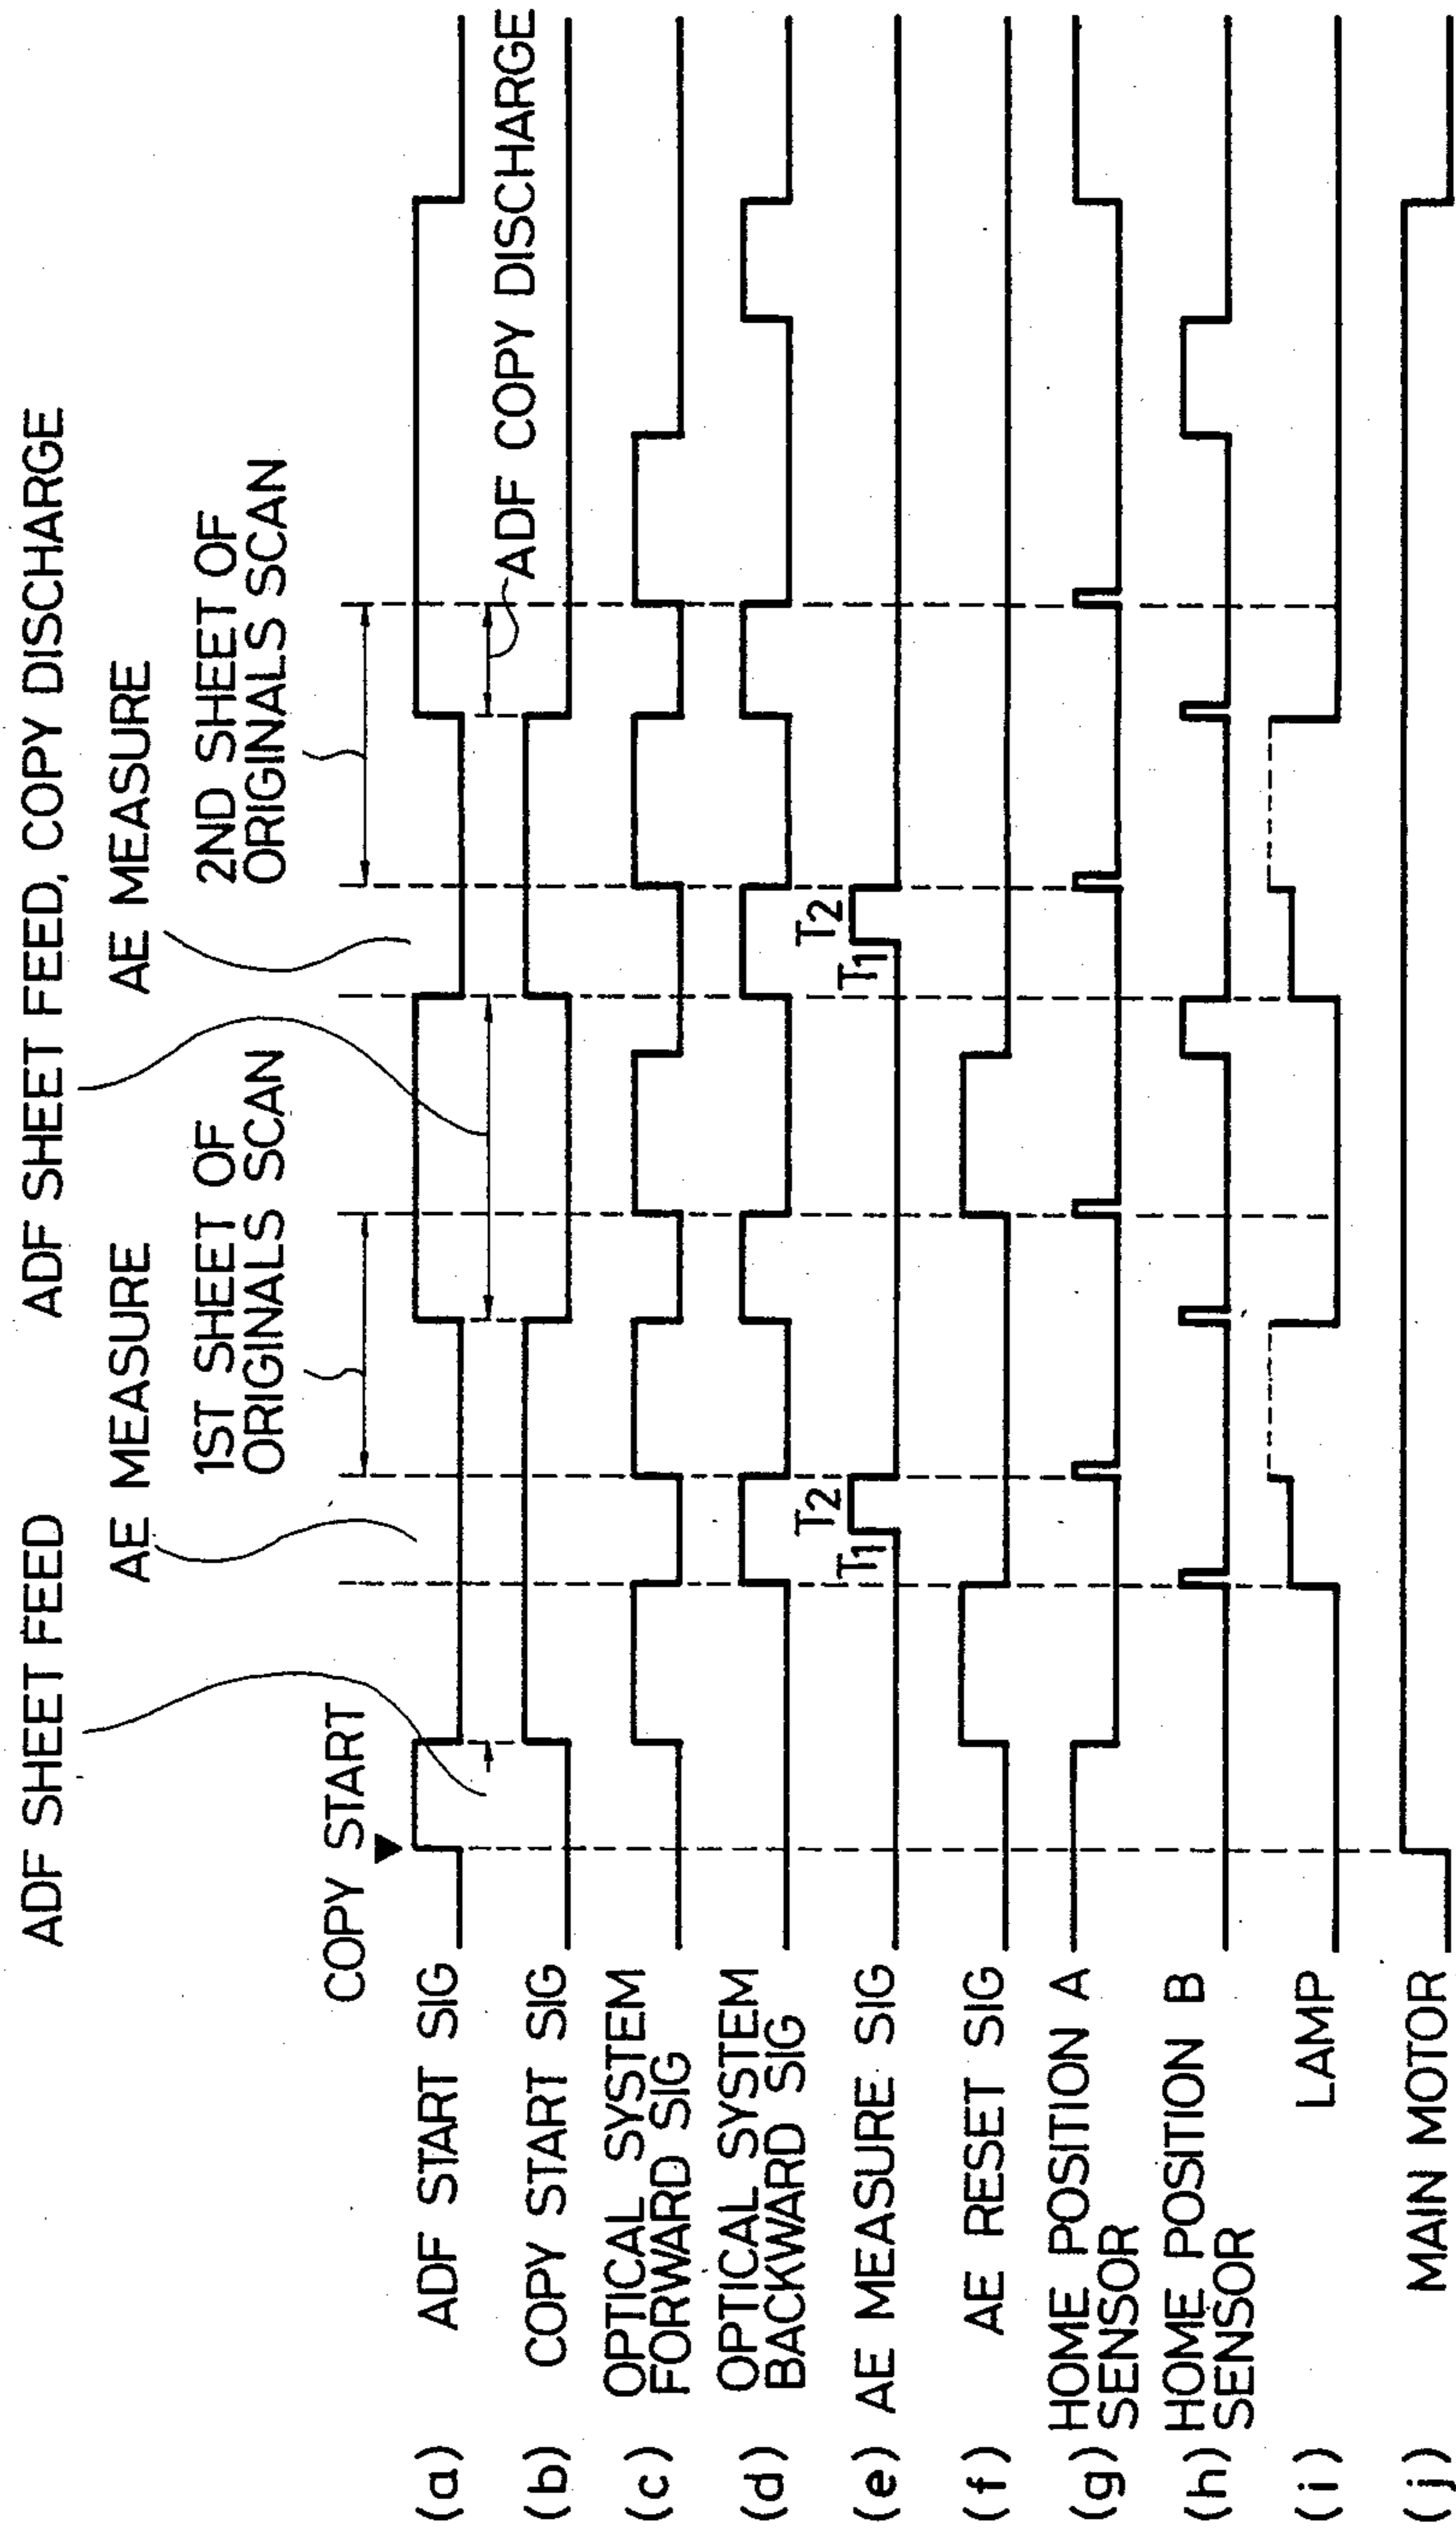 ADF SHEET FEED
ADF SHEET FEED, COPY DISCHARGE
AE MEASURE
AE MEASURE
1ST SHEET OF
ORIGINALS SCAN
2ND SHEET OF
ORIGINALS SCAN
COPY START
(a) ADF START SIG
ADF COPY DISCHARGE
(b) COPY START SIG
(c) OPTICAL SYSTEM
FORWARD SIG
(d) OPTICAL SYSTEM
BACKWARD SIG
T1 T2
T1 T2
(e) AE MEASURE SIG
(f) AE RESET SIG
(g) HOME POSITION A
SENSOR
(h) HOME POSITION B
SENSOR
(i) LAMP
(j) MAIN MOTOR